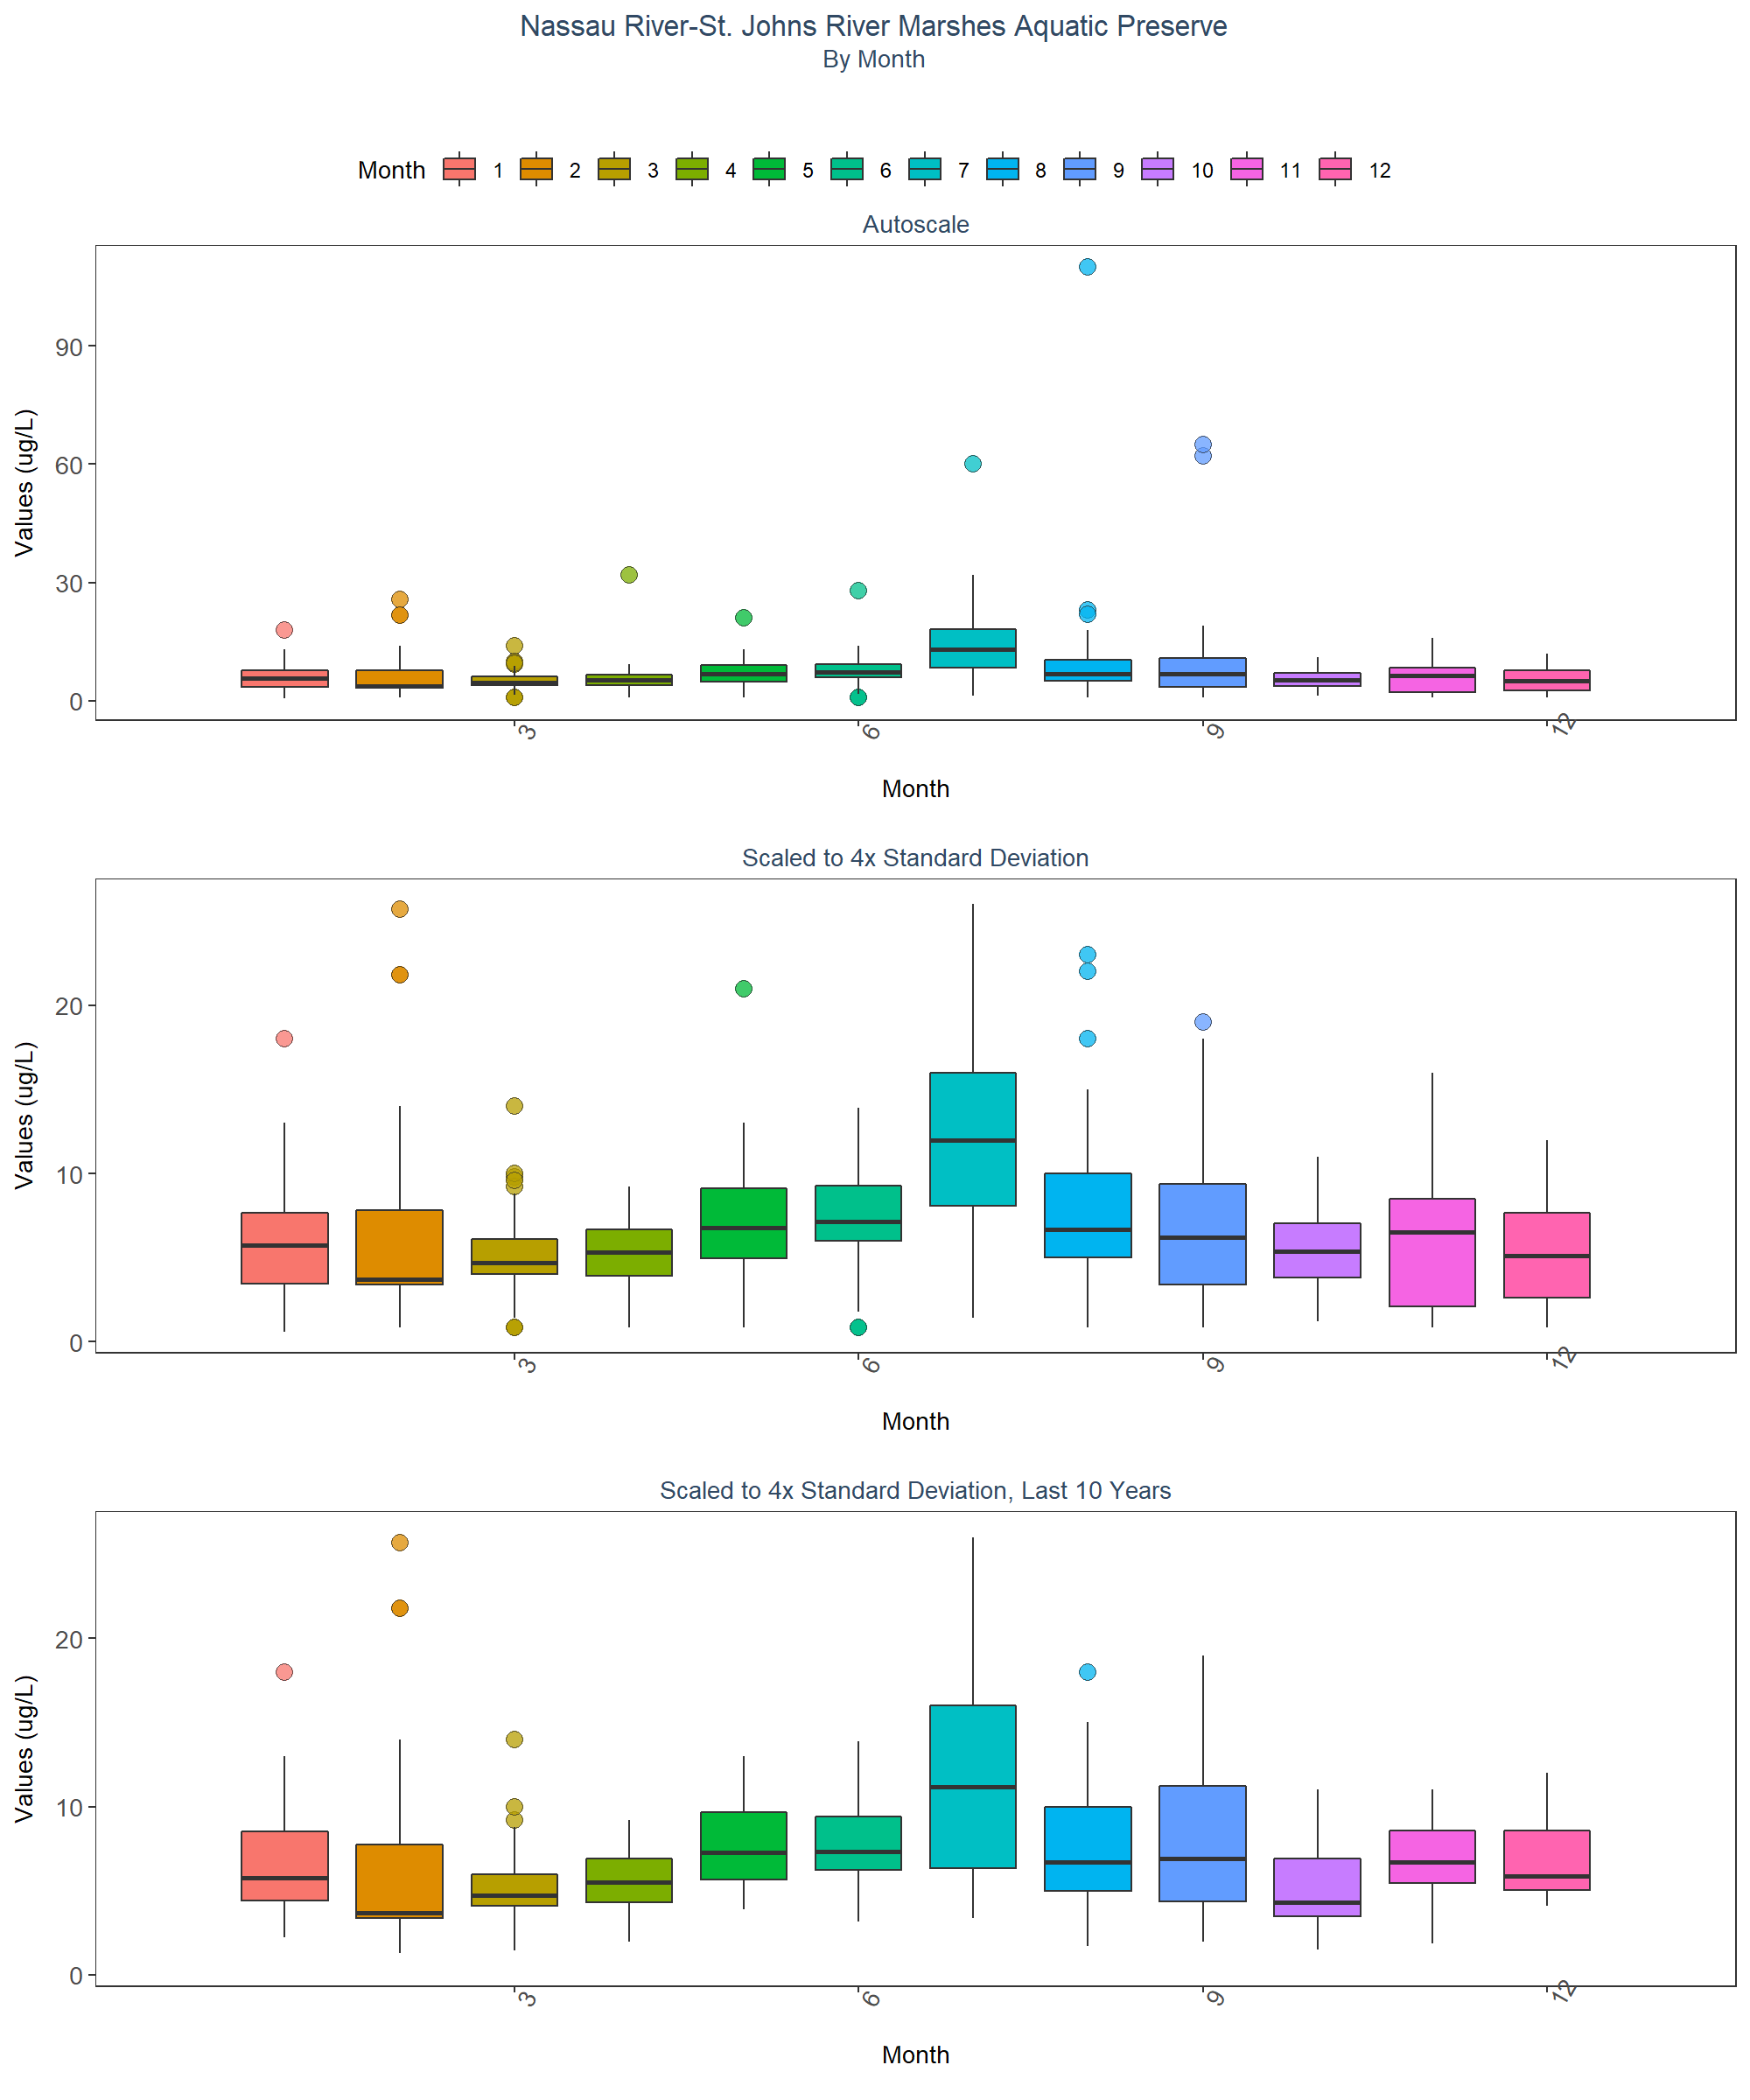 Nassau River-St. Johns River Marshes Aquatic Preserve
By Month
Month 1 2 3 4 5 6 7 8 9 10 11 12
Autoscale
Values (ug/L)
90
60
30
0
3 6 9 12
Month
Scaled to 4x Standard Deviation
Values (ug/L)
20
10
0
3 6 9 12
Month
Scaled to 4x Standard Deviation, Last 10 Years
Values (ug/L)
20
10
0
3 6 9 12
Month